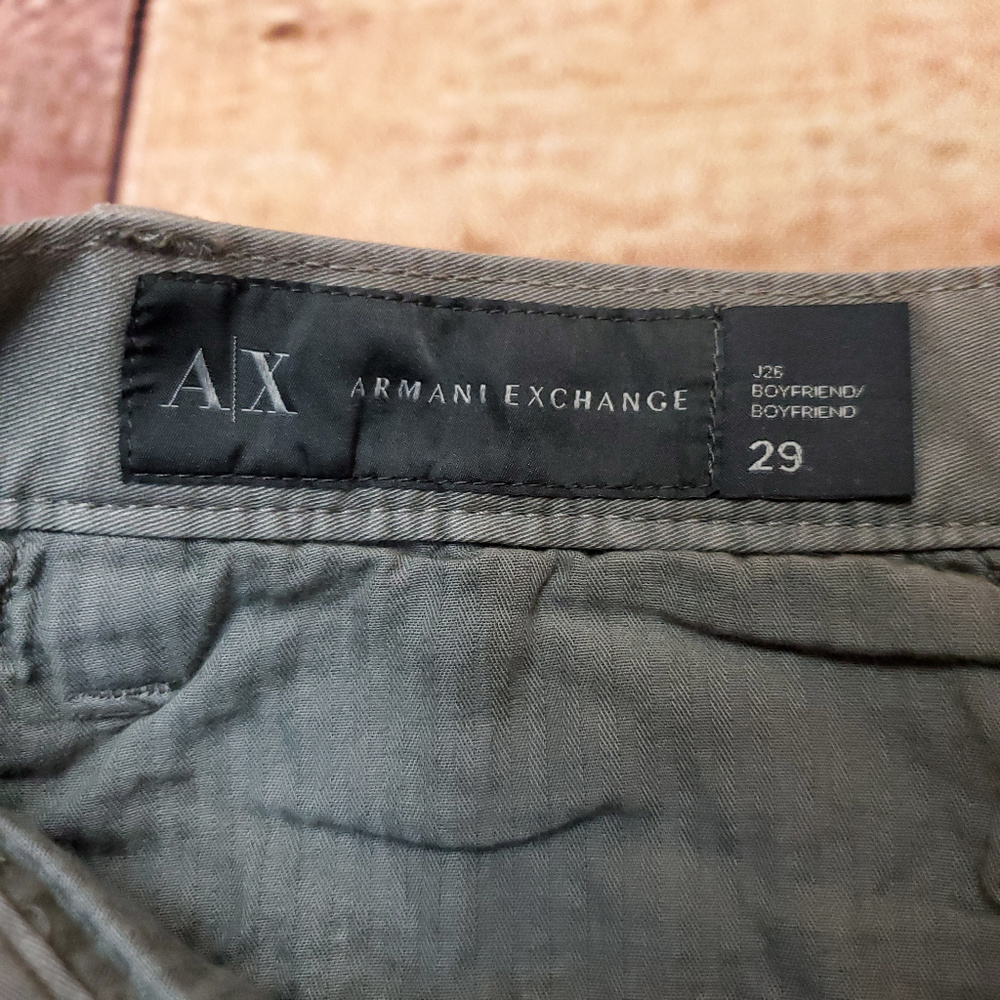 A|X ARMANI EXCHANGE
J26
BOYFRIEND/
BOYFRIEND
29